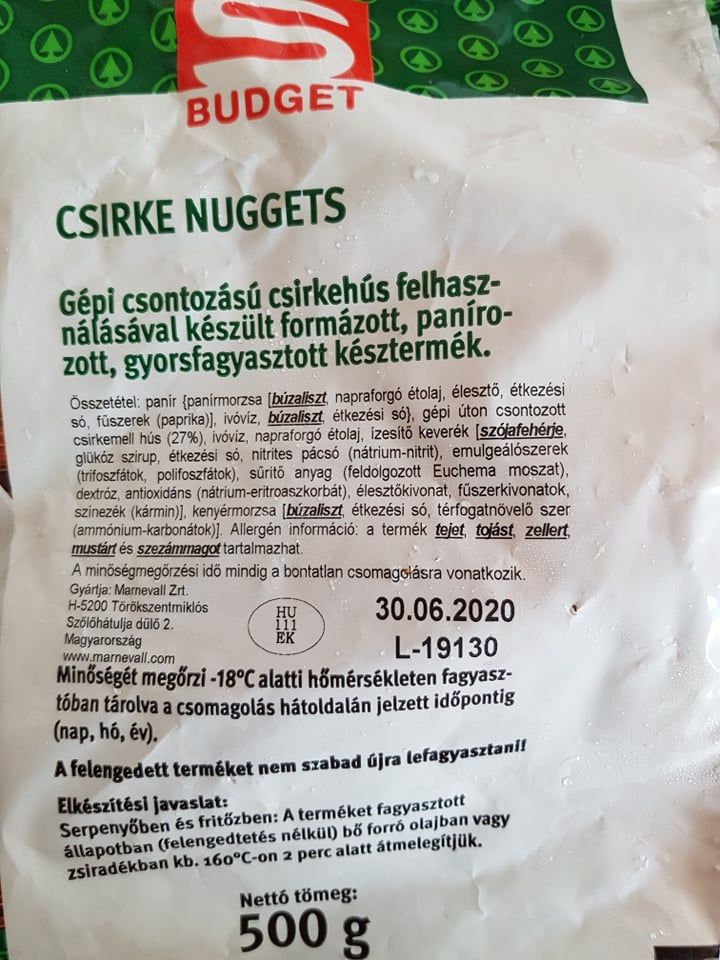 BUDGET
CSIRKE NUGGETS
Gépi csontozású csirkehús felhasz-
nálásával készült formázott, paníro-
zott, gyorsfagyasztott késztermék.
Összetétel: panír {panírmorzsa [búzaliszt, napraforgó étolaj, élesztő, étkezési
só, fűszerek (paprika)], ivóvíz, búzaliszt, étkezési só}, gépi úton csontozott
csirkemell hús (27%), ivóvíz, napraforgó étolaj, ízesítő keverék [szójafehérje,
glükóz szirup, étkezési só, nitrites pácsó (nátrium-nitrit), emulgeálószerek
(trifoszfátok, polifoszfátok), sűrítő anyag (feldolgozott Euchema moszat),
dextróz, antioxidáns (nátrium-eritroaszkorbát), élesztőkivonat, fűszerkivonatok,
színezék (kármin)], kenyérmorzsa [búzaliszt, étkezési só, térfogatnövelő szer
(ammónium-karbonátok)]. Allergén információ: a termék tejet, tojást, zellert,
mustárt és szezámmagot tartalmazhat.
A minőségmegőrzési idő mindig a bontatlan csomagolásra vonatkozik.
Gyártja: Marnevall Zrt.
H-5200 Törökszentmiklós
Szőlőhátulja dűlő 2.
Magyarország
www.marnevall.com
HU
111
EK
30.06.2020
L-19130
Minőségét megőrzi -18°C alatti hőmérsékleten fagyasz-
tóban tárolva a csomagolás hátoldalán jelzett időpontig
(nap, hó, év).
A felengedett terméket nem szabad újra lefagyasztani!
Elkészítési javaslat:
Serpenyőben és fritőzben: A terméket fagyasztott
állapotban (felengedtetés nélkül) bő forró olajban vagy
zsiradékban kb. 160°C-on 2 perc alatt átmelegítjük.
Nettó tömeg:
500 g